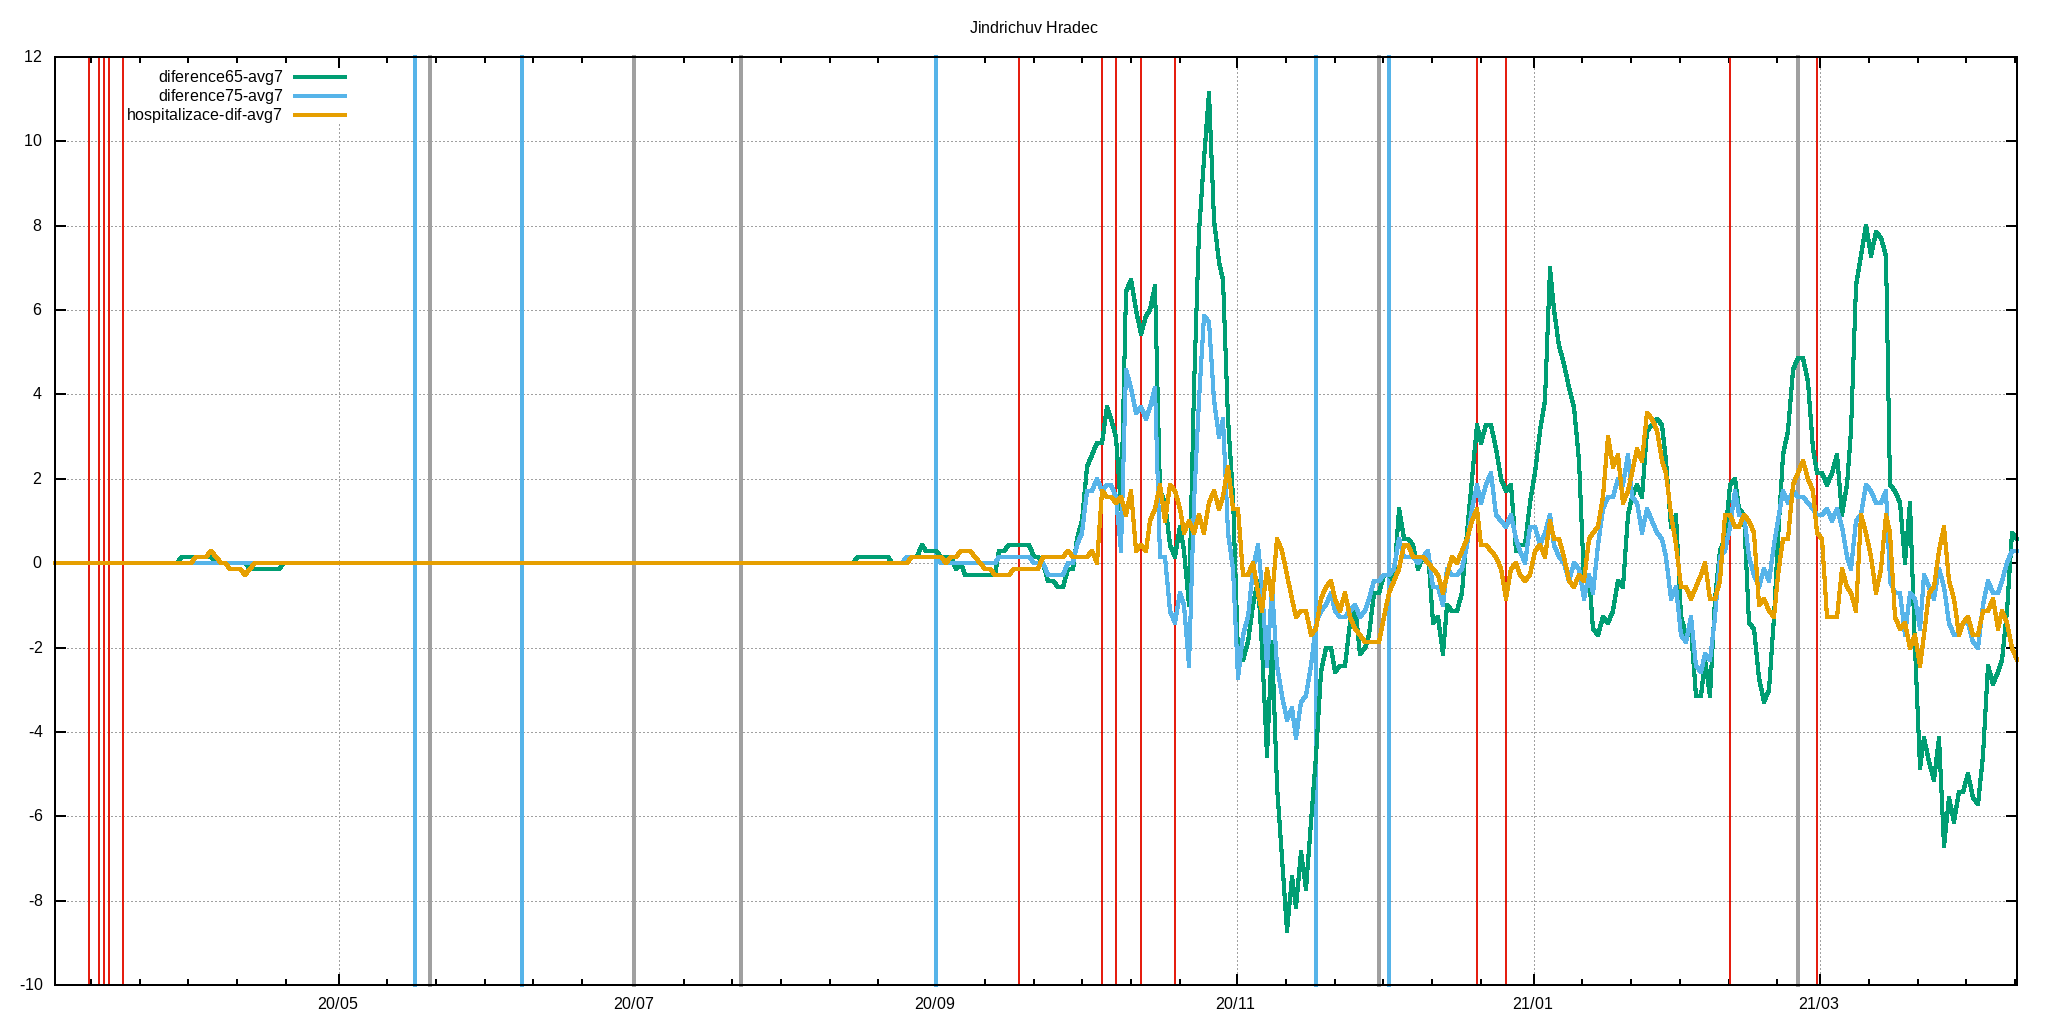 Jindrichuv Hradec
12
diference65-avg7
diference75-avg7
hospitalizace-dif-avg7
10
8
6
4
2
0
-2
-4
-6
-8
-10
20/05 20/07 20/09 20/11 21/01 21/03